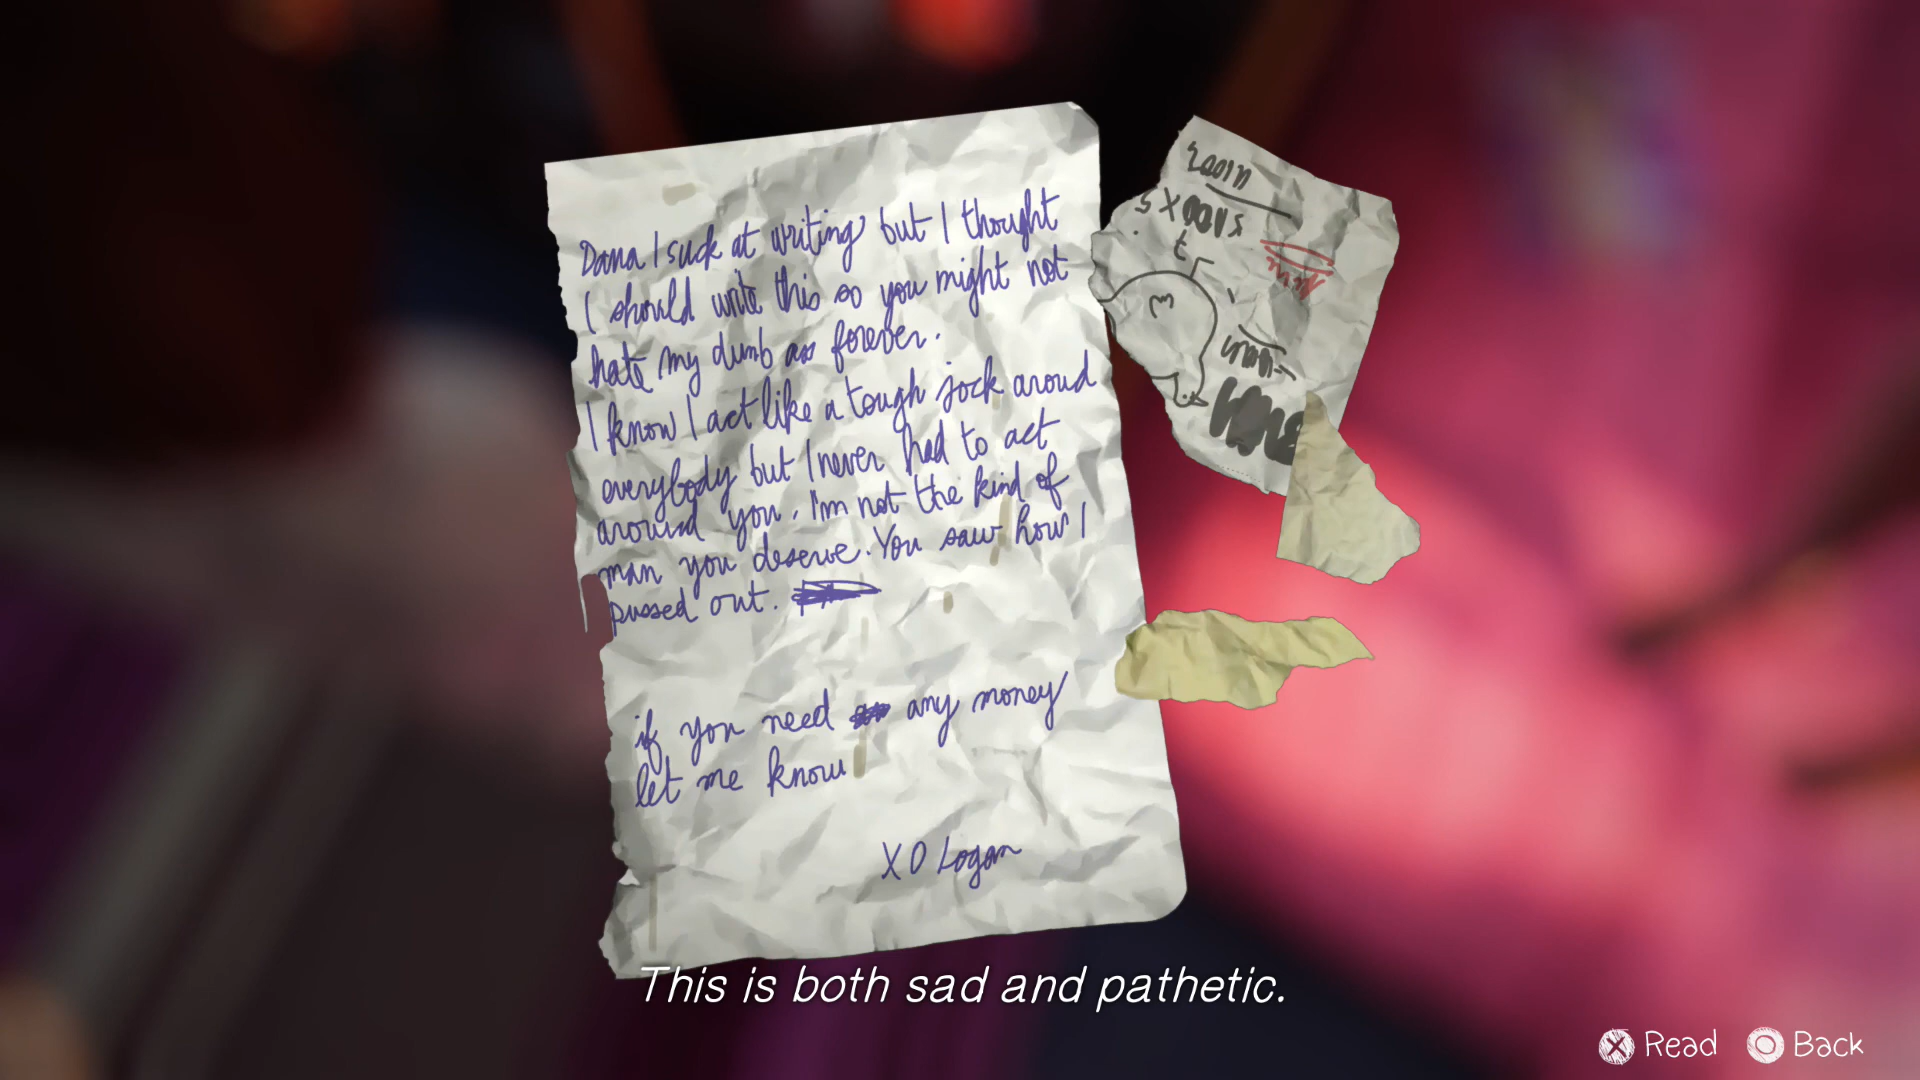 Dana I suck at writing but I thought
I should write this so you might not
hate my dumb ass forever.
I know I act like a tough jock aroud
everybody but I never had to act
around you. I'm not the kind of
man you deserve. You saw how I
pussed out.
if you need any money
let me know
XO Logan
This is both sad and pathetic.
Read Back